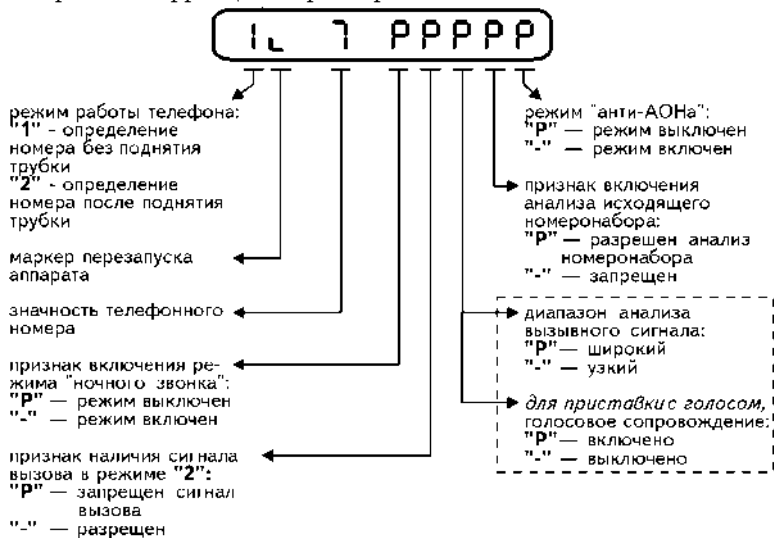 1 7 PPPPP
режим работы телефона:
"1" - определение
номера без поднятия
трубки
"2" - определение
номера после поднятия
трубки
маркер перезапуска
аппарата
значность телефонного
номера
признак включения ре-
жима "ночного звонка":
"P" — режим выключен
"-" — режим включен
признак наличия сигнала
вызова в режиме "2":
"P" — запрещен сигнал
вызова
"-" — разрешен
режим "анти-АОНа":
"P" — режим выключен
"-" — режим включен
признак включения
анализа исходящего
номеронабора:
"P" — разрешен анализ
номеронабора
"-" — запрещен
диапазон анализа
вызывного сигнала:
"P" — широкий
"-" — узкий
для приставки с голосом,
голосовое сопровождение:
"P" — включено
"-" — выключено